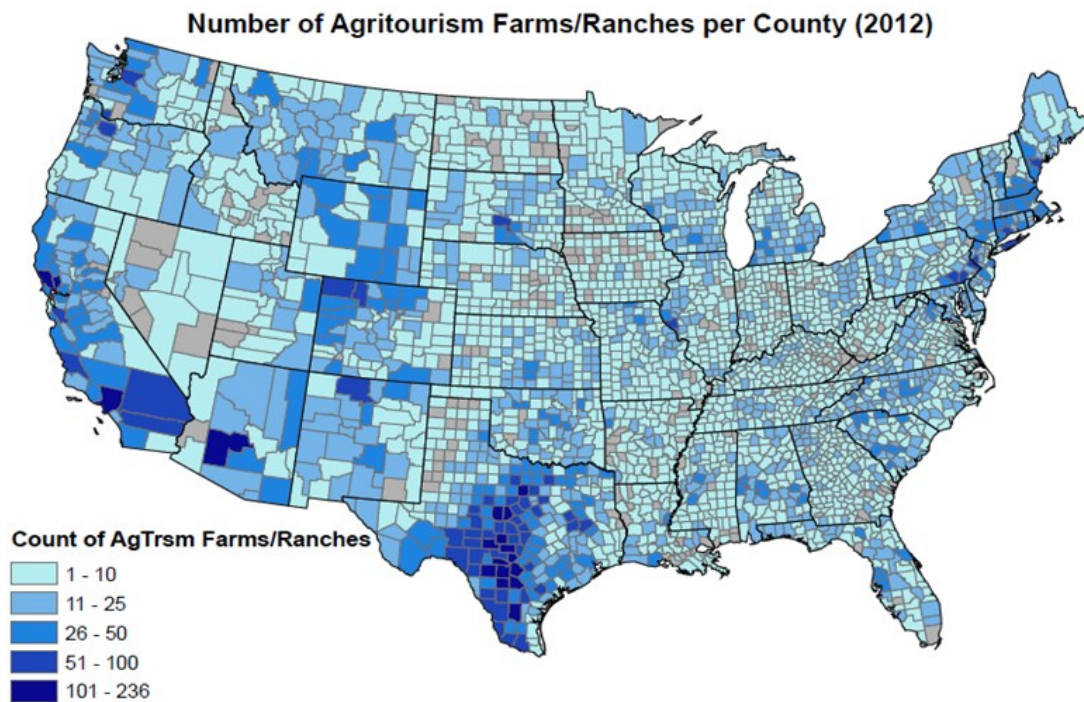 Number of Agritourism Farms/Ranches per County (2012)
Count of AgTrsm Farms/Ranches
1 - 10
11 - 25
26 - 50
51 - 100
101 - 236